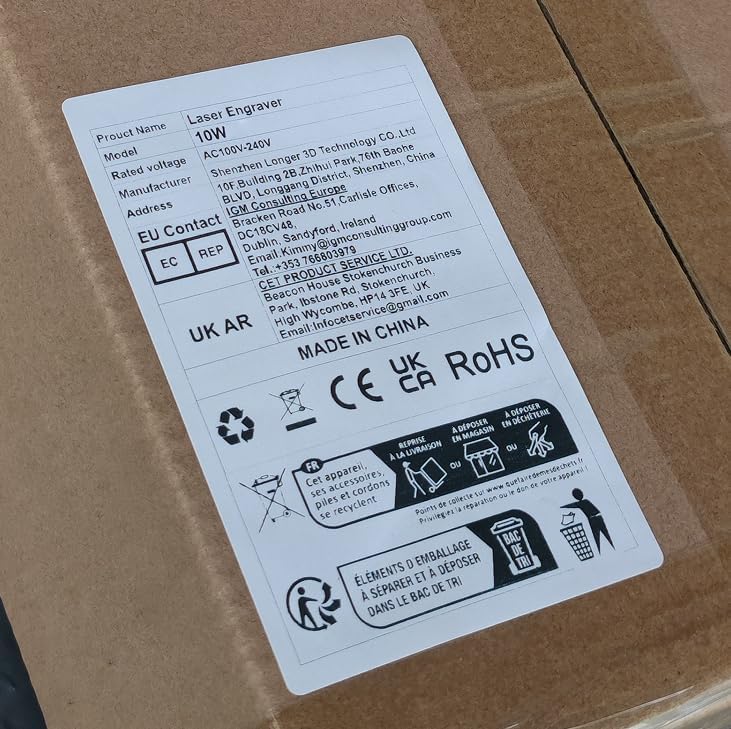 Prouct Name Laser Engraver
Model 10W
Rated voltage AC100V-240V
Manufacturer Shenzhen Longer 3D Technology CO.,Ltd
Address 10F,Building 2B,Zhihui Park,76th Baohe
BLVD, Longgang District, Shenzhen, China
EU Contact
EC REP
IGM Consulting Europe
Bracken Road No.51,Carlisle Offices,
DC18CV48,
Dublin, Sandyford, Ireland
Email:Kimmy@igmconsultinggroup.com
Tel.:+353 766803979
UK AR
CET PRODUCT SERVICE LTD.
Beacon House Stokenchurch Business
Park, Ibstone Rd, Stokenchurch,
High Wycombe, HP14 3FE, UK
Email:Infocetservice@gmail.com
MADE IN CHINA
CE UK
CA RoHS
FR
Cet appareil,
ses accessoires,
piles et cordons
se recyclent
REPRISE
À LA LIVRAISON
OU
À DÉPOSER
EN MAGASIN
OU
À DÉPOSER
EN DÉCHÈTERIE
Points de collecte sur www.quefairedemesdechets.fr
Privilégiez la réparation ou le don de votre appareil !
ÉLÉMENTS D EMBALLAGE
À SÉPARER ET À DÉPOSER
DANS LE BAC DE TRI
BAC
DE
TRI